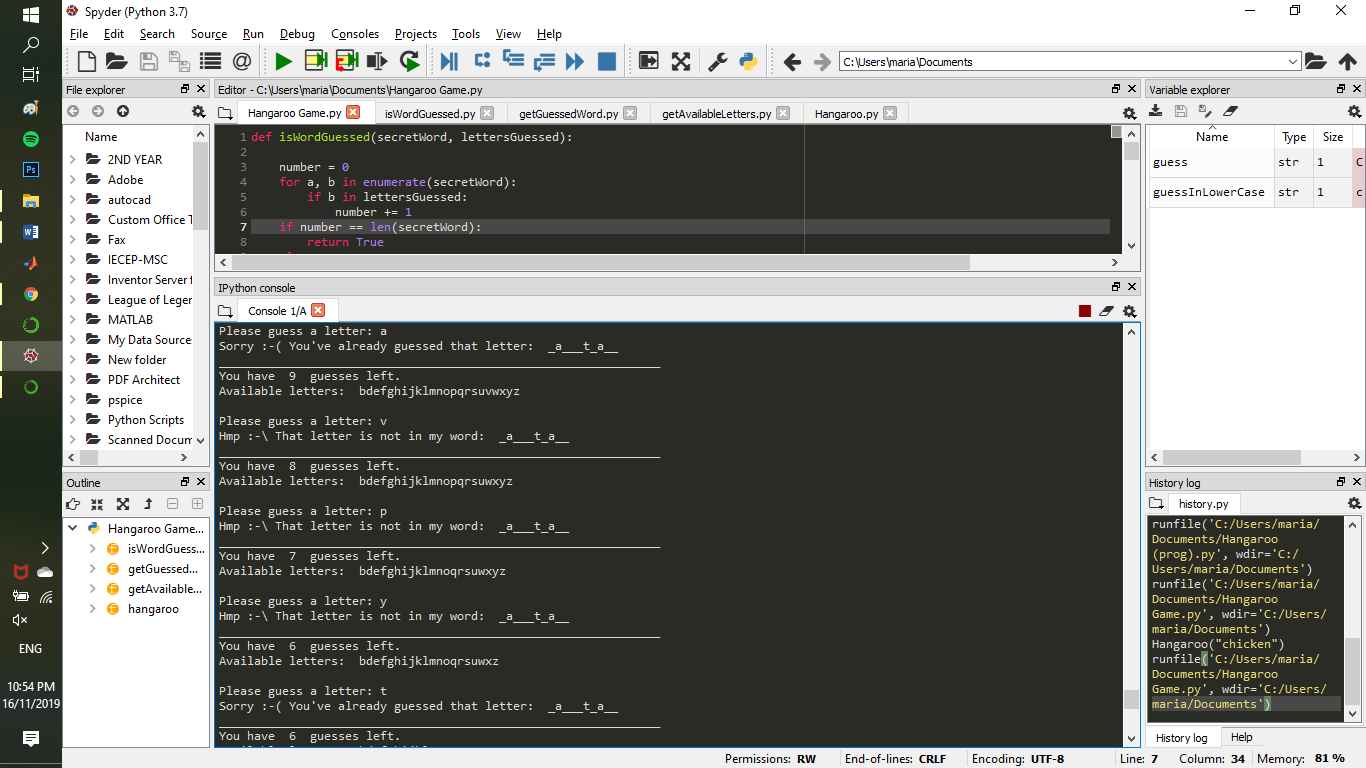 Spyder (Python 3.7)
File Edit Search Source Run Debug Consoles Projects Tools View Help
C:\Users\maria\Documents
File explorer
Name
2ND YEAR
Adobe
autocad
Custom Office T
Fax
IECEP-MSC
Inventor Server f
League of Leger
MATLAB
My Data Source
New folder
PDF Architect
pspice
Python Scripts
Scanned Docum
Outline
Hangaroo Game...
isWordGuess...
getGuessed...
getAvailable...
hangaroo
Editor - C:\Users\maria\Documents\Hangaroo Game.py
Hangaroo Game.py isWordGuessed.py getGuessedWord.py getAvailableLetters.py Hangaroo.py
1 def isWordGuessed(secretWord, lettersGuessed):
2
3 number = 0
4 for a, b in enumerate(secretWord):
5 if b in lettersGuessed:
6 number += 1
7 if number == len(secretWord):
8 return True
IPython console
Console 1/A
Please guess a letter: a
Sorry :-( You've already guessed that letter:  _a___t_a__
You have  9  guesses left.
Available letters:  bdefghijklmnopqrsuvwxyz
Please guess a letter: v
Hmp :-\ That letter is not in my word:  _a___t_a__
You have  8  guesses left.
Available letters:  bdefghijklmnopqrsuwxyz
Please guess a letter: p
Hmp :-\ That letter is not in my word:  _a___t_a__
You have  7  guesses left.
Available letters:  bdefghijklmnoqrsuwxyz
Please guess a letter: y
Hmp :-\ That letter is not in my word:  _a___t_a__
You have  6  guesses left.
Available letters:  bdefghijklmnoqrsuwxz
Please guess a letter: t
Sorry :-( You've already guessed that letter:  _a___t_a__
You have  6  guesses left.
Variable explorer
Name Type Size
guess str 1 C
guessInLowerCase str 1 c
History log
history.py
runfile('C:/Users/maria/
Documents/Hangaroo
(prog).py', wdir='C:/
Users/maria/Documents')
runfile('C:/Users/maria/
Documents/Hangaroo
Game.py', wdir='C:/Users/
maria/Documents')
Hangaroo("chicken")
runfile('C:/Users/maria/
Documents/Hangaroo
Game.py', wdir='C:/Users/
maria/Documents')
History log Help
Permissions: RW End-of-lines: CRLF Encoding: UTF-8 Line: 7 Column: 34 Memory: 81 %
Ps
ENG
10:54 PM
16/11/2019